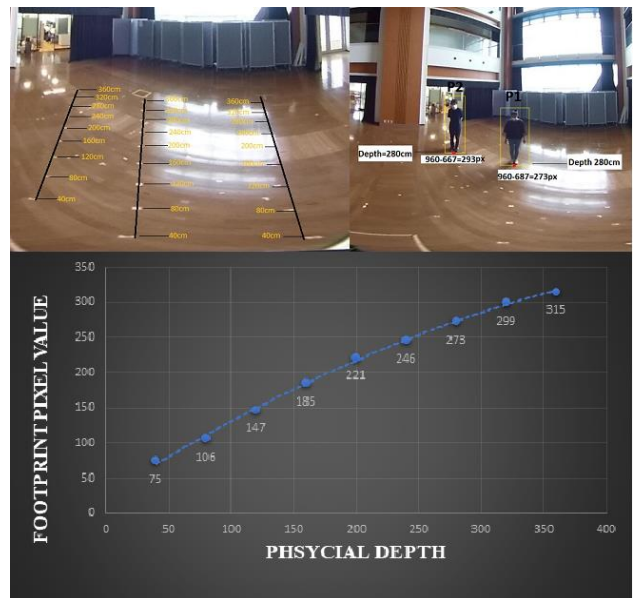 360cm
320cm
280cm
240cm
200cm
160cm
120cm
80cm
40cm
240cm
200cm
80cm
40cm
360cm
200cm
120cm
80cm
40cm
P2
P1
Depth=280cm
960-667=293px
Depth 280cm
960-687=273px
FOOTPRINT PIXEL VALUE
350
300
250
200
150
100
50
0
75
106
147
185
221
246
273
299
315
0
50
100
150
200
250
300
350
400
PHSYCIAL DEPTH